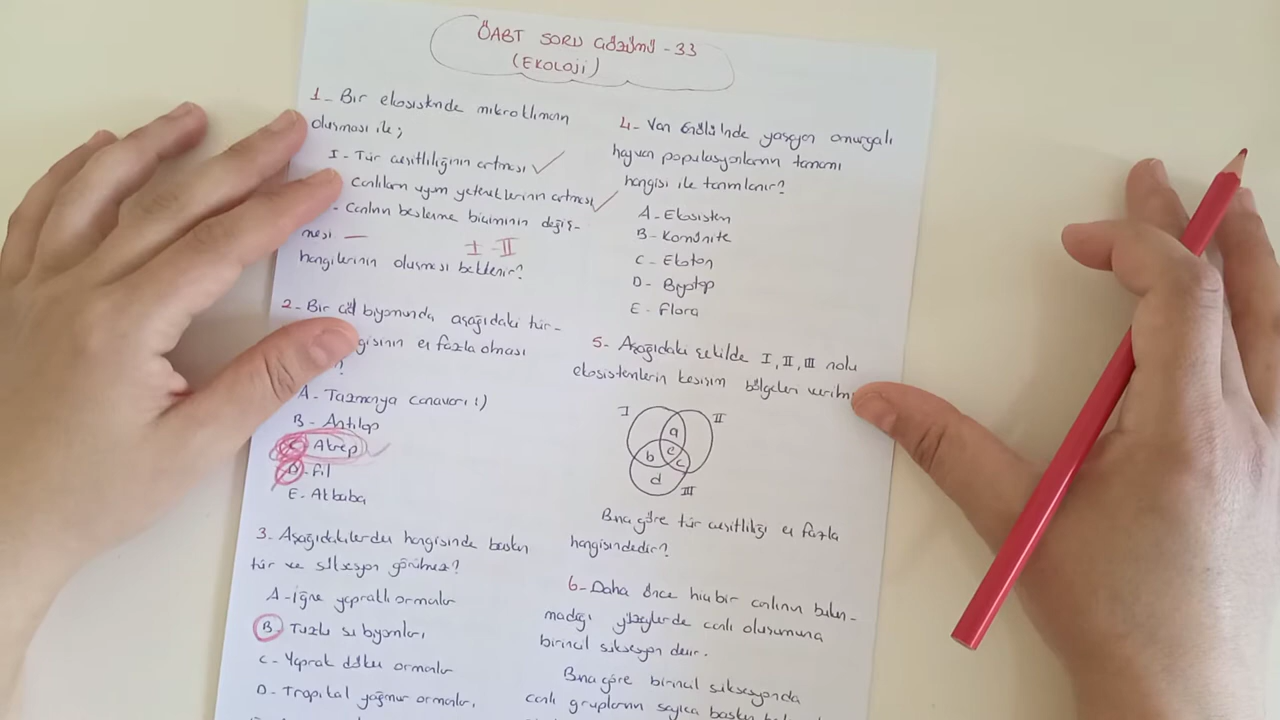 ÖABT SORU ÇÖZÜMÜ - 33
(EKOLOJİ)
1- Bir ekosistemde mikroklimanın
oluşması ile;
I- Tür çeşitliliğinin artması
Canlıların uyum yeteneklerinin artması
- Canlının beslenme biçiminin değiş-
mesi
I - II
hangilerinin oluşması beklenir?
2- Bir çöl biyomunda aşağıdaki tür-
gisinin en fazla olması
?
A- Tazmanya canavarı :)
B- Antilop
C- Akrep
D- Fil
E- Akbaba
3- Aşağıdakilerden hangisinde baskın
tür ve süksesyon görülmez?
A- İğne yapraklı ormanlar
B- Tuzlu su biyomları
C- Yaprak döken ormanlar
D- Tropikal yağmur ormanları
4- Van Gölü'nde yaşayan omurgalı
hayvan populasyonlarının tamamı
hangisi ile tanımlanır?
A- Ekosistem
B- Komünite
C- Ekoton
D- Biyotop
E- Flora
5- Aşağıdaki şekilde I, II, III nolu
ekosistemlerin kesişim bölgeleri verilm
I
II
a
b
e
c
d
III
Buna göre tür çeşitliliği en fazla
hangisindedir?
6- Daha önce hiçbir canlının bulun-
madığı yüzeylerde canlı oluşumuna
birincil süksesyon denir.
Buna göre birincil süksesyonda
canlı gruplarının sayıca baskın